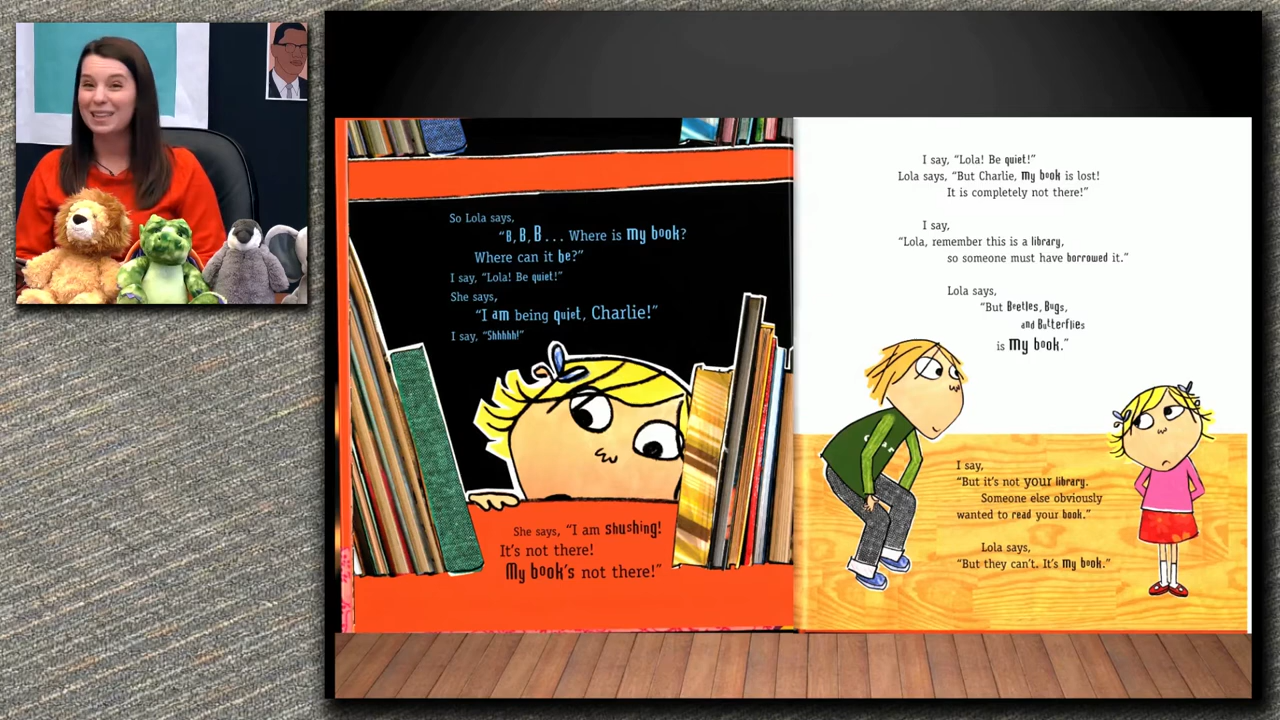 So Lola says,
"B, B, B... Where is my book?
Where can it be?"
I say, "Lola! Be quiet!"
She says,
"I am being quiet, Charlie!"
I say, "Shhhhh!"
She says, "I am shushing!
It's not there!
My book's not there!"
I say, "Lola! Be quiet!"
Lola says, "But Charlie, my book is lost!
It is completely not there!"
I say,
"Lola, remember this is a library,
so someone must have borrowed it."
Lola says,
"But Beetles, Bugs,
and Butterflies
is my book."
I say,
"But it's not your library.
Someone else obviously
wanted to read your book."
Lola says,
"But they can't. It's my book."